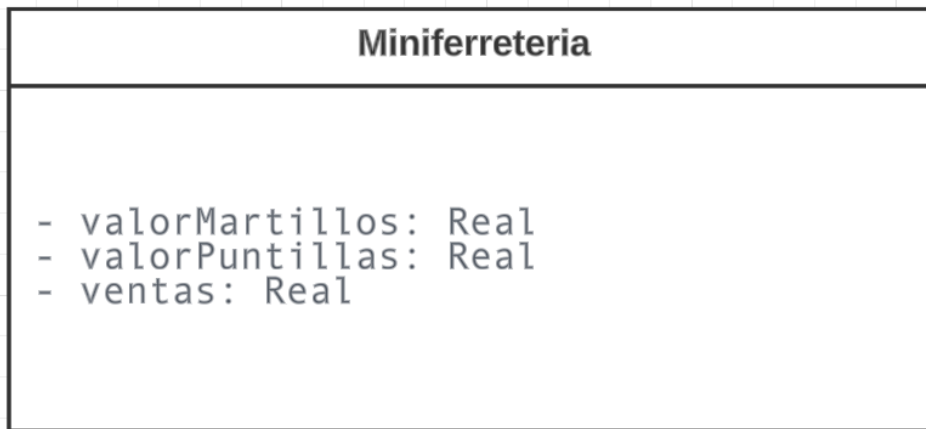 Miniferreteria
- valorMartillos: Real
- valorPuntillas: Real
- ventas: Real